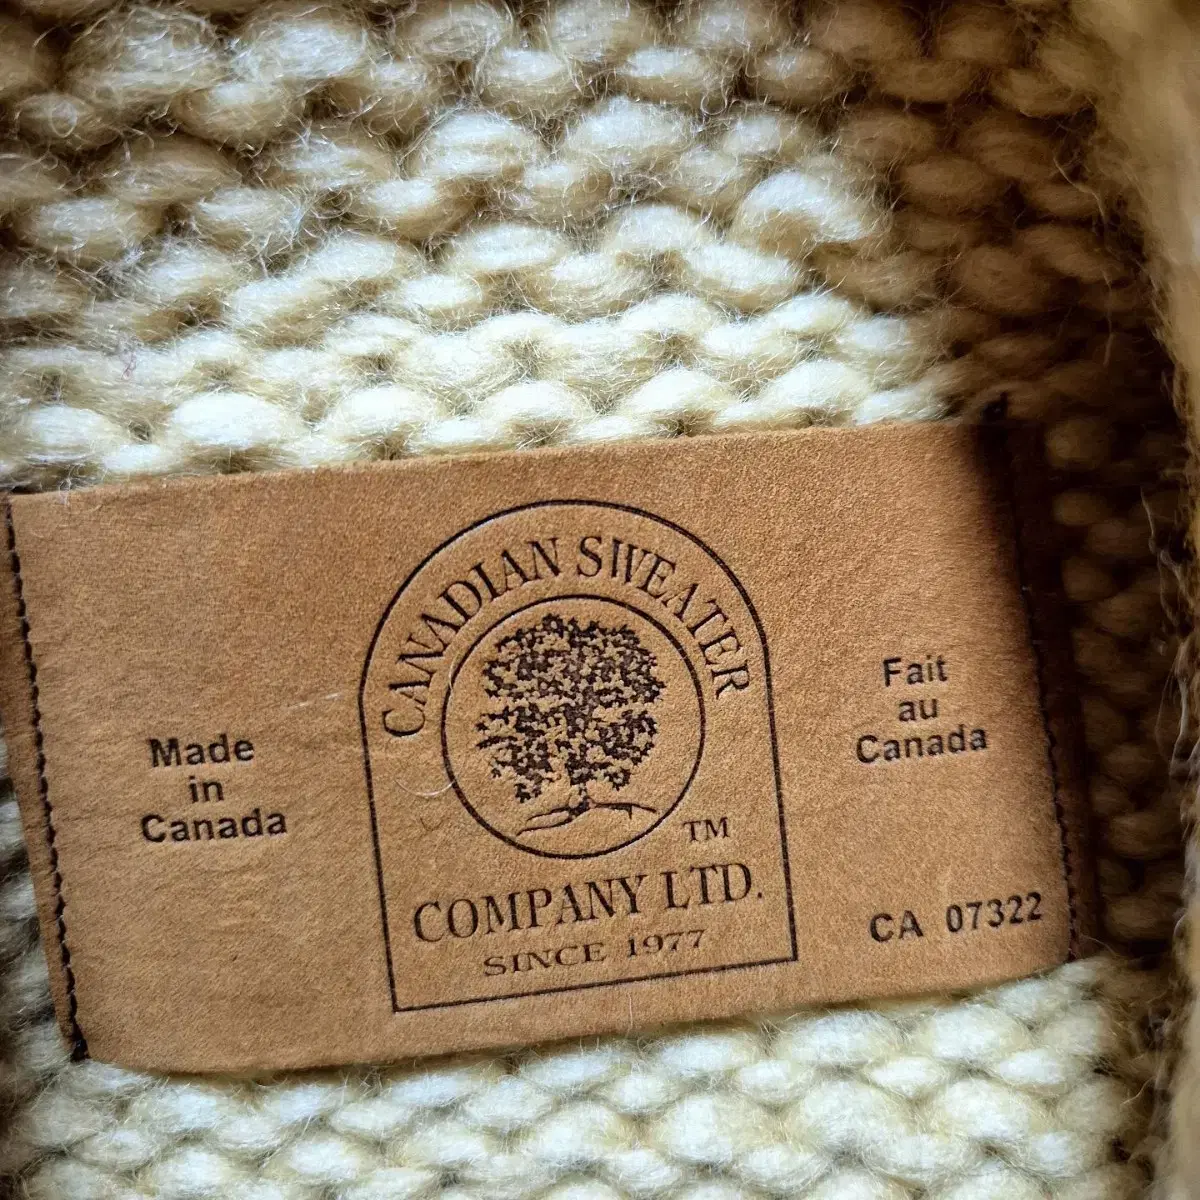 Made
in
Canada
CANADIAN SWEATER
TM
COMPANY LTD.
SINCE 1977
Fait
au
Canada
CA 07322